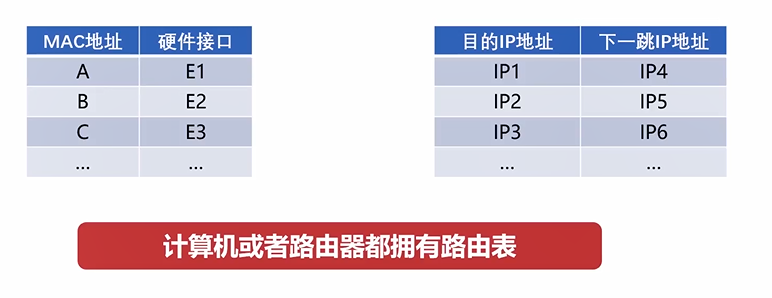 MAC地址 硬件接口 目的IP地址 下一跳IP地址
A E1 IP1 IP4
B E2 IP2 IP5
C E3 IP3 IP6
... ... ... ...
计算机或者路由器都拥有路由表